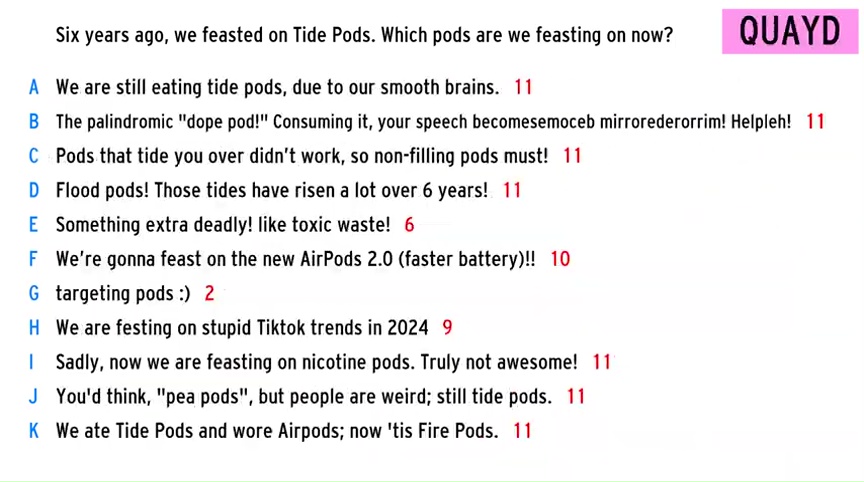 Six years ago, we feasted on Tide Pods. Which pods are we feasting on now?
QUAYD
A We are still eating tide pods, due to our smooth brains. 11
B The palindromic "dope pod!" Consuming it, your speech becomesemoceb mirrorederorrim! Helpleh! 11
C Pods that tide you over didn't work, so non-filling pods must! 11
D Flood pods! Those tides have risen a lot over 6 years! 11
E Something extra deadly! like toxic waste! 6
F We're gonna feast on the new AirPods 2.0 (faster battery)!! 10
G targeting pods :) 2
H We are festing on stupid Tiktok trends in 2024 9
I Sadly, now we are feasting on nicotine pods. Truly not awesome! 11
J You'd think, "pea pods", but people are weird; still tide pods. 11
K We ate Tide Pods and wore Airpods; now 'tis Fire Pods. 11